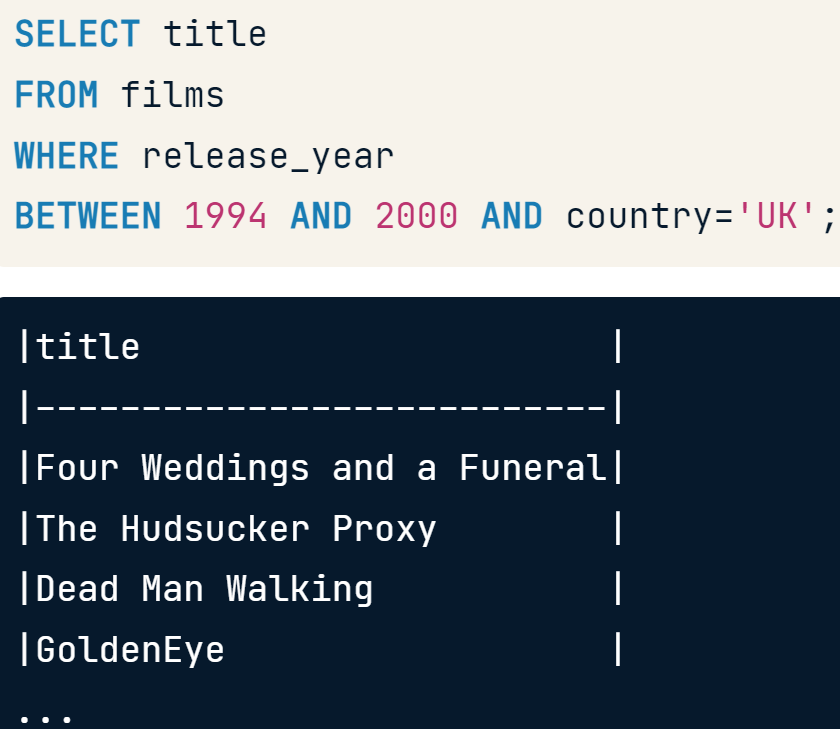 SELECT title
FROM films
WHERE release_year
BETWEEN 1994 AND 2000 AND country='UK';
|title                      |
|---------------------------|
|Four Weddings and a Funeral|
|The Hudsucker Proxy        |
|Dead Man Walking           |
|GoldenEye                  |
...